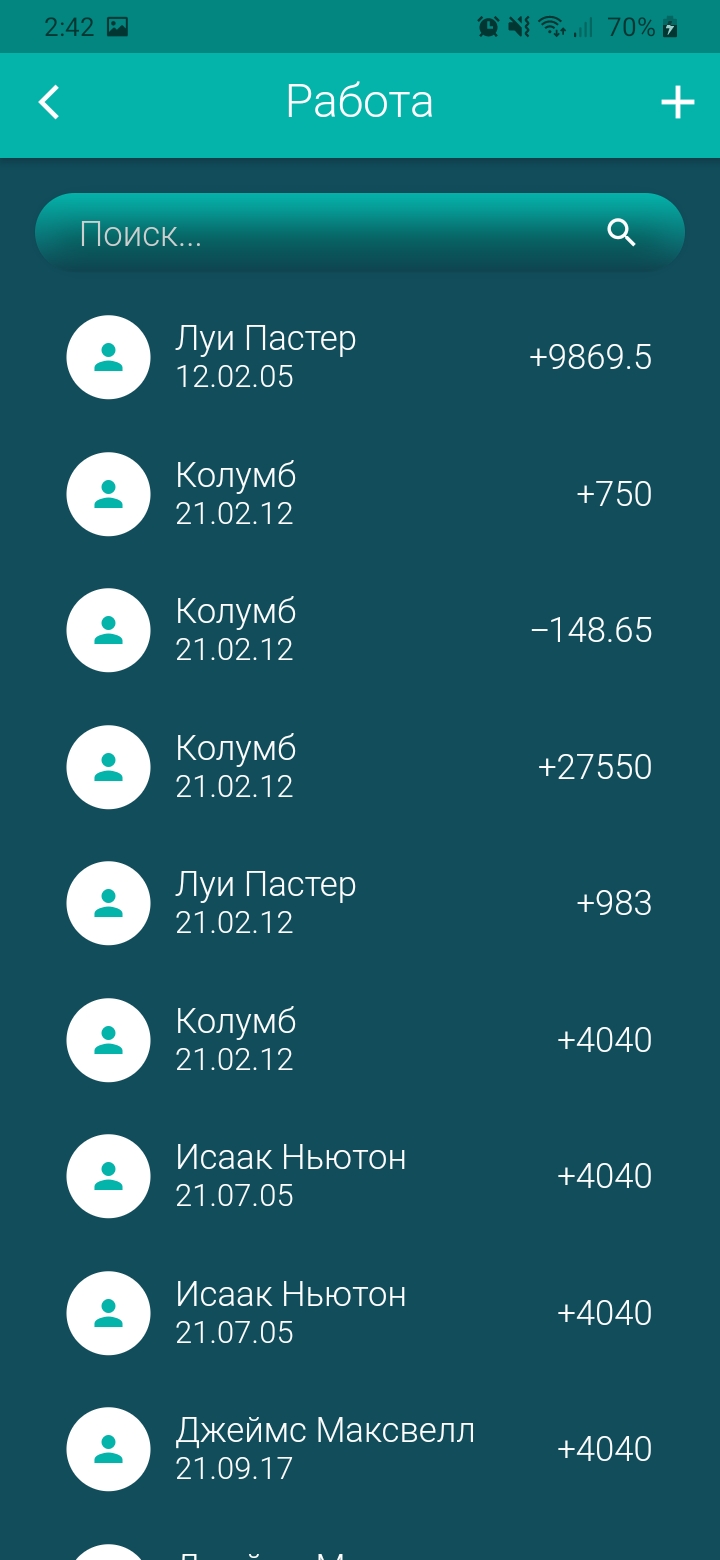 2:42 70%
Работа
Поиск...
Луи Пастер
12.02.05
+9869.5
Колумб
21.02.12
+750
Колумб
21.02.12
–148.65
Колумб
21.02.12
+27550
Луи Пастер
21.02.12
+983
Колумб
21.02.12
+4040
Исаак Ньютон
21.07.05
+4040
Исаак Ньютон
21.07.05
+4040
Джеймс Максвелл
21.09.17
+4040